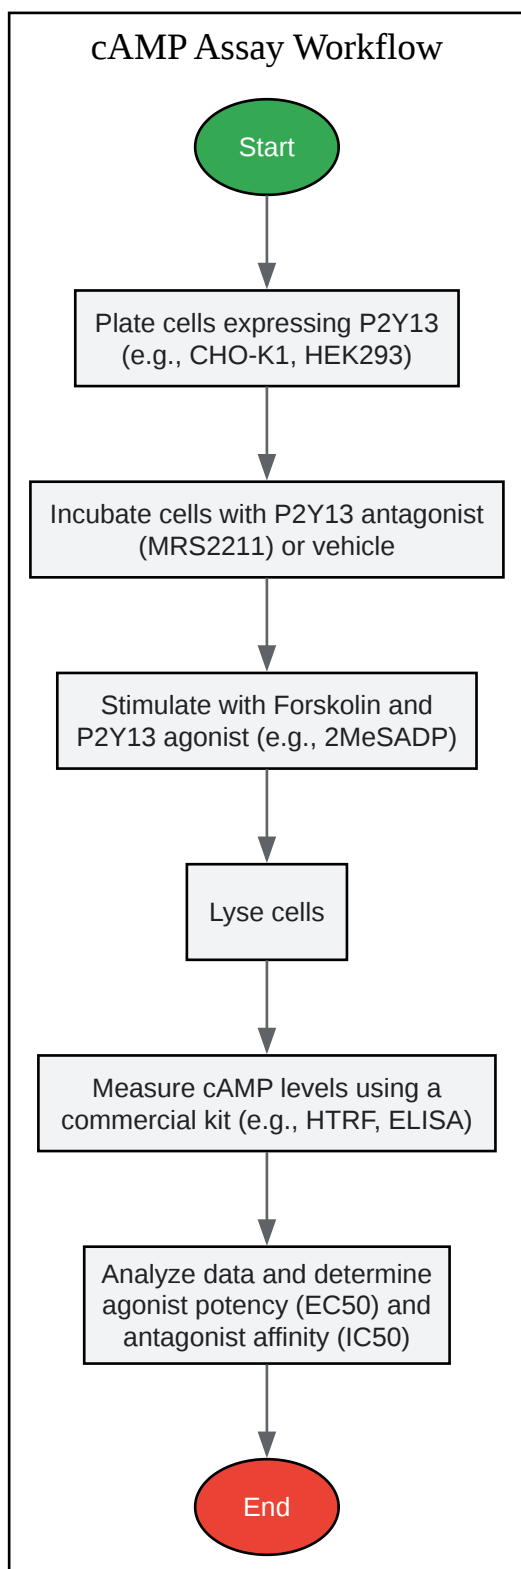 cAMP Assay Workflow
Start
Plate cells expressing P2Y13
(e.g., CHO-K1, HEK293)
Incubate cells with P2Y13 antagonist
(MRS2211) or vehicle
Stimulate with Forskolin and
P2Y13 agonist (e.g., 2MeSADP)
Lyse cells
Measure cAMP levels using a
commercial kit (e.g., HTRF, ELISA)
Analyze data and determine
agonist potency (EC50) and
antagonist affinity (IC50)
End